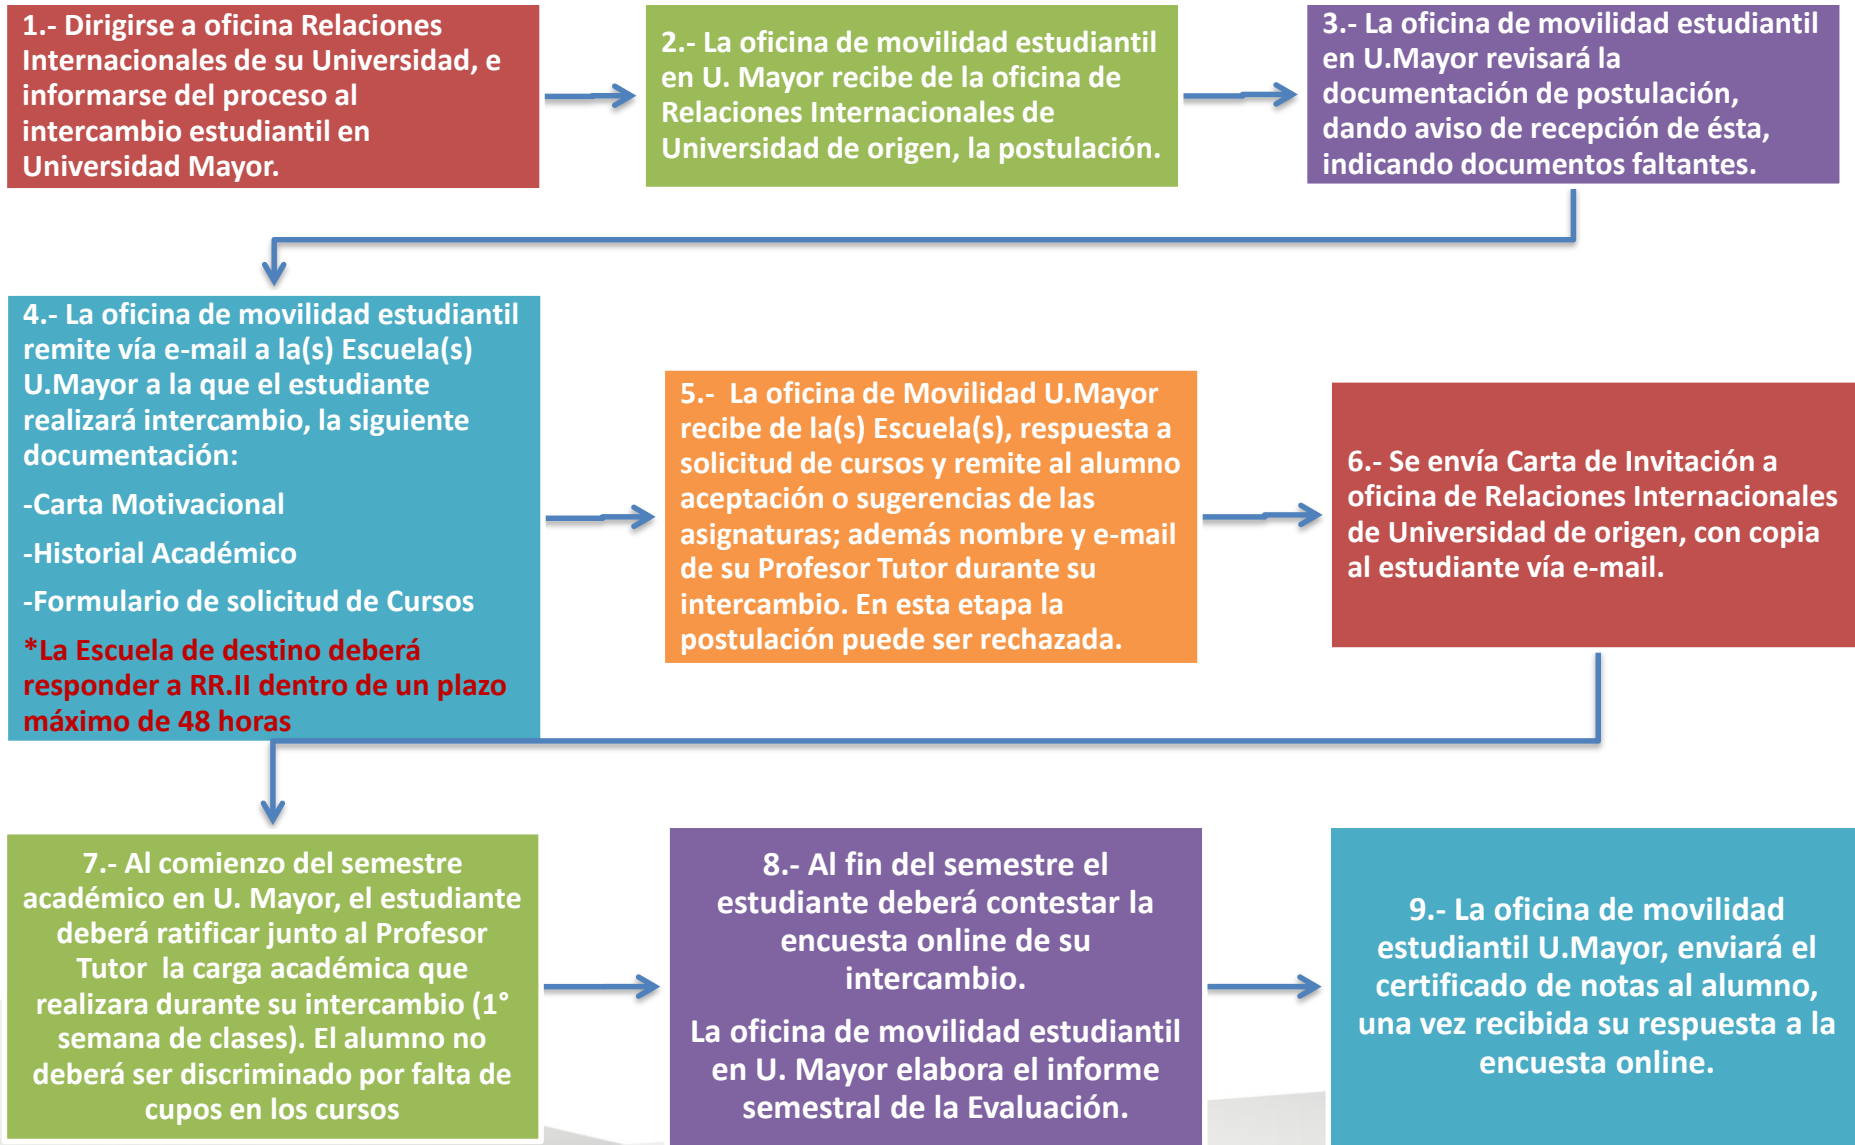 1.- Dirigirse a oficina Relaciones
Internacionales de su Universidad, e
informarse del proceso al
intercambio estudiantil en
Universidad Mayor.
2.- La oficina de movilidad estudiantil
en U. Mayor recibe de la oficina de
Relaciones Internacionales de
Universidad de origen, la postulación.
3.- La oficina de movilidad estudiantil
en U.Mayor revisará la
documentación de postulación,
dando aviso de recepción de ésta,
indicando documentos faltantes.
4.- La oficina de movilidad estudiantil
remite vía e-mail a la(s) Escuela(s)
U.Mayor a la que el estudiante
realizará intercambio, la siguiente
documentación:
-Carta Motivacional
-Historial Académico
-Formulario de solicitud de Cursos
*La Escuela de destino deberá
responder a RR.II dentro de un plazo
máximo de 48 horas
5.- La oficina de Movilidad U.Mayor
recibe de la(s) Escuela(s), respuesta a
solicitud de cursos y remite al alumno
aceptación o sugerencias de las
asignaturas; además nombre y e-mail
de su Profesor Tutor durante su
intercambio. En esta etapa la
postulación puede ser rechazada.
6.- Se envía Carta de Invitación a
oficina de Relaciones Internacionales
de Universidad de origen, con copia
al estudiante vía e-mail.
7.- Al comienzo del semestre
académico en U. Mayor, el estudiante
deberá ratificar junto al Profesor
Tutor la carga académica que
realizara durante su intercambio (1°
semana de clases). El alumno no
deberá ser discriminado por falta de
cupos en los cursos
8.- Al fin del semestre el
estudiante deberá contestar la
encuesta online de su
intercambio.
La oficina de movilidad estudiantil
en U. Mayor elabora el informe
semestral de la Evaluación.
9.- La oficina de movilidad
estudiantil U.Mayor, enviará el
certificado de notas al alumno,
una vez recibida su respuesta a la
encuesta online.